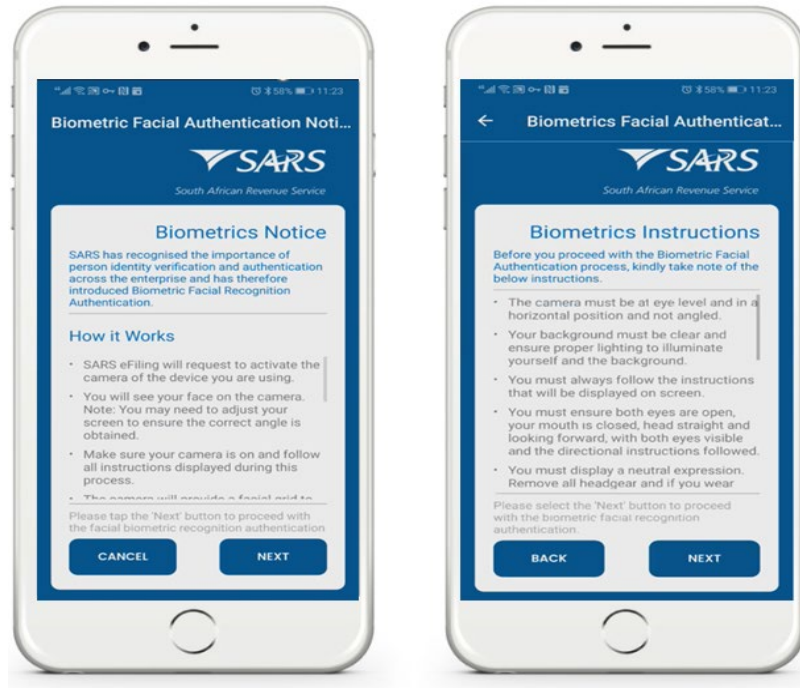 58% 11:23
Biometric Facial Authentication Noti...
SARS
South African Revenue Service
Biometrics Notice
SARS has recognised the importance of
person identity verification and authentication
across the enterprise and has therefore
introduced Biometric Facial Recognition
Authentication.
How it Works
• SARS eFiling will request to activate the
camera of the device you are using.
• You will see your face on the camera.
Note: You may need to adjust your
screen to ensure the correct angle is
obtained.
• Make sure your camera is on and follow
all instructions displayed during this
process.
• The camera will provide a facial grid to
Please tap the 'Next' button to proceed with
the facial biometric recognition authentication
CANCEL
NEXT
58% 11:23
Biometrics Facial Authenticat...
SARS
South African Revenue Service
Biometrics Instructions
Before you proceed with the Biometric Facial
Authentication process, kindly take note of the
below instructions.
• The camera must be at eye level and in a
horizontal position and not angled.
• Your background must be clear and
ensure proper lighting to illuminate
yourself and the background.
• You must always follow the instructions
that will be displayed on screen.
• You must ensure both eyes are open,
your mouth is closed, head straight and
looking forward, with both eyes visible
and the directional instructions followed.
• You must display a neutral expression.
Remove all headgear and if you wear
Please select the 'Next' button to proceed
with the biometric facial recognition
authentication.
BACK
NEXT